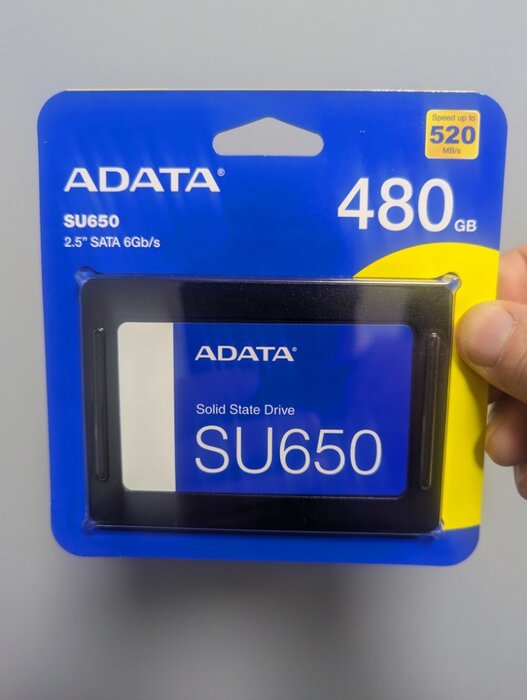 Speed up to
520
MB/s
ADATA®
480GB
SU650
2.5" SATA 6Gb/s
ADATA®
Solid State Drive
SU650